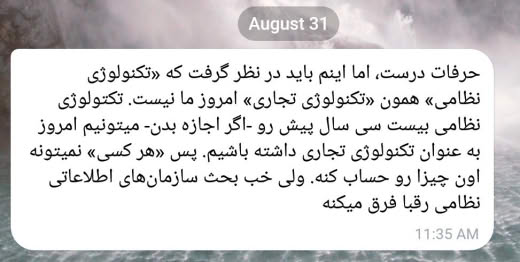 August 31
حرفات درست، اما اینم باید در نظر گرفت که «تکنولوژی
نظامی» همون «تکنولوژی تجاری» امروز ما نیست. تکتولوژی
نظامی بیست سی سال پیش رو -اگر اجازه بدن- میتونیم امروز
به عنوان تکنولوژی تجاری داشته باشیم. پس «هر کسی» نمیتونه
اون چیزا رو حساب کنه. ولی خب بحث سازمان‌های اطلاعاتی
نظامی رقبا فرق میکنه
11:35 AM